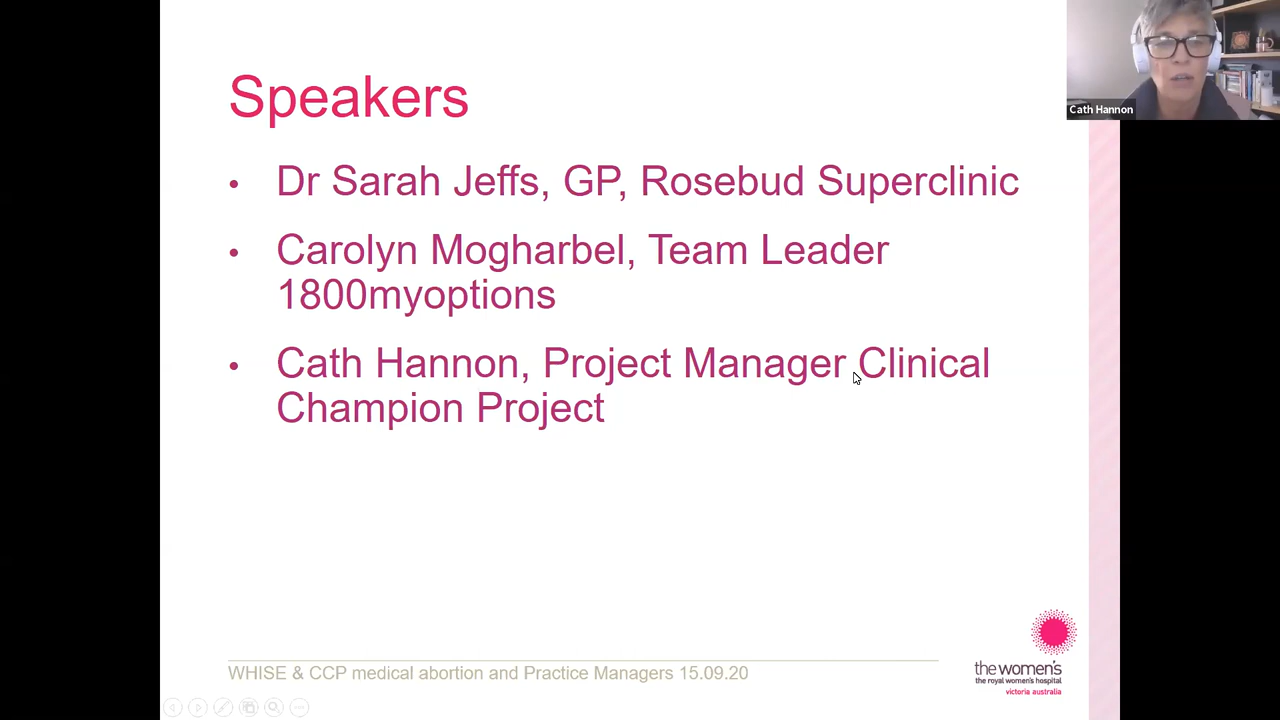 Speakers
Cath Hannon
• Dr Sarah Jeffs, GP, Rosebud Superclinic
• Carolyn Mogharbel, Team Leader
1800myoptions
• Cath Hannon, Project Manager Clinical
Champion Project
WHISE & CCP medical abortion and Practice Managers 15.09.20
the women's
the royal women's hospital
victoria australia